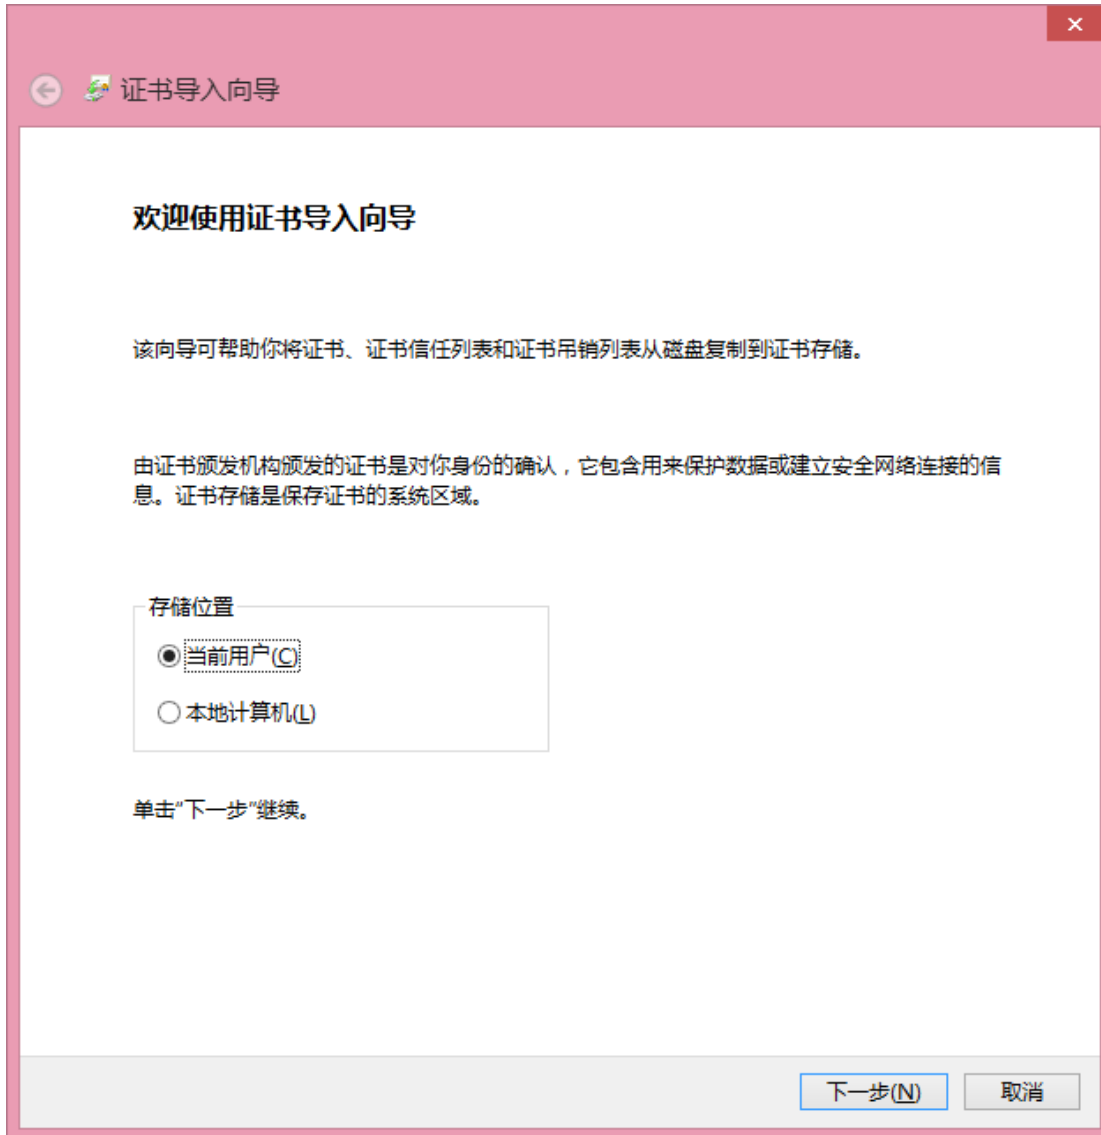 证书导入向导
欢迎使用证书导入向导
该向导可帮助你将证书、证书信任列表和证书吊销列表从磁盘复制到证书存储。
由证书颁发机构颁发的证书是对你身份的确认，它包含用来保护数据或建立安全网络连接的信
息。证书存储是保存证书的系统区域。
存储位置
当前用户(C)
本地计算机(L)
单击"下一步"继续。
下一步(N)
取消